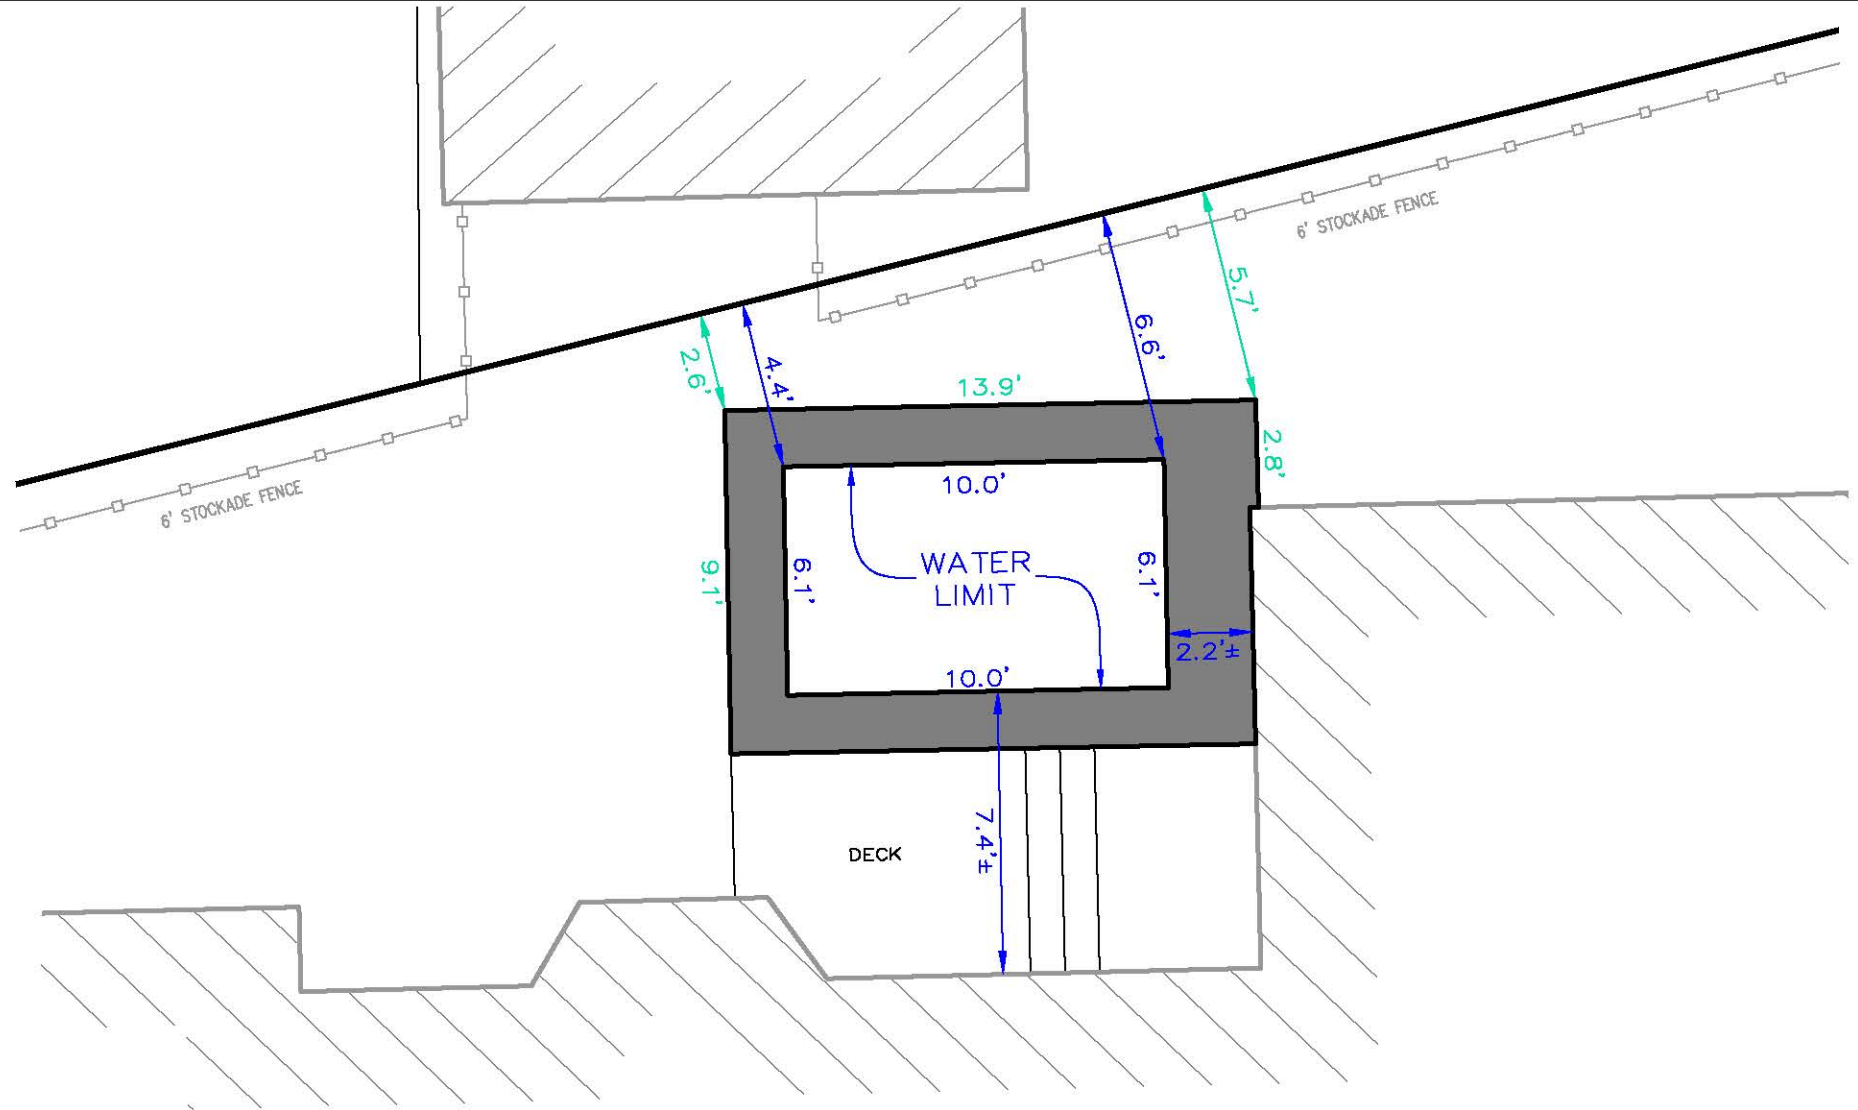 6' STOCKADE FENCE
5.7'
6.6'
2.6'
4.4'
13.9'
2.8'
10.0'
6' STOCKADE FENCE
9.1'
6.1'
WATER
LIMIT
6.1'
2.2'±
10.0'
7.4'±
DECK